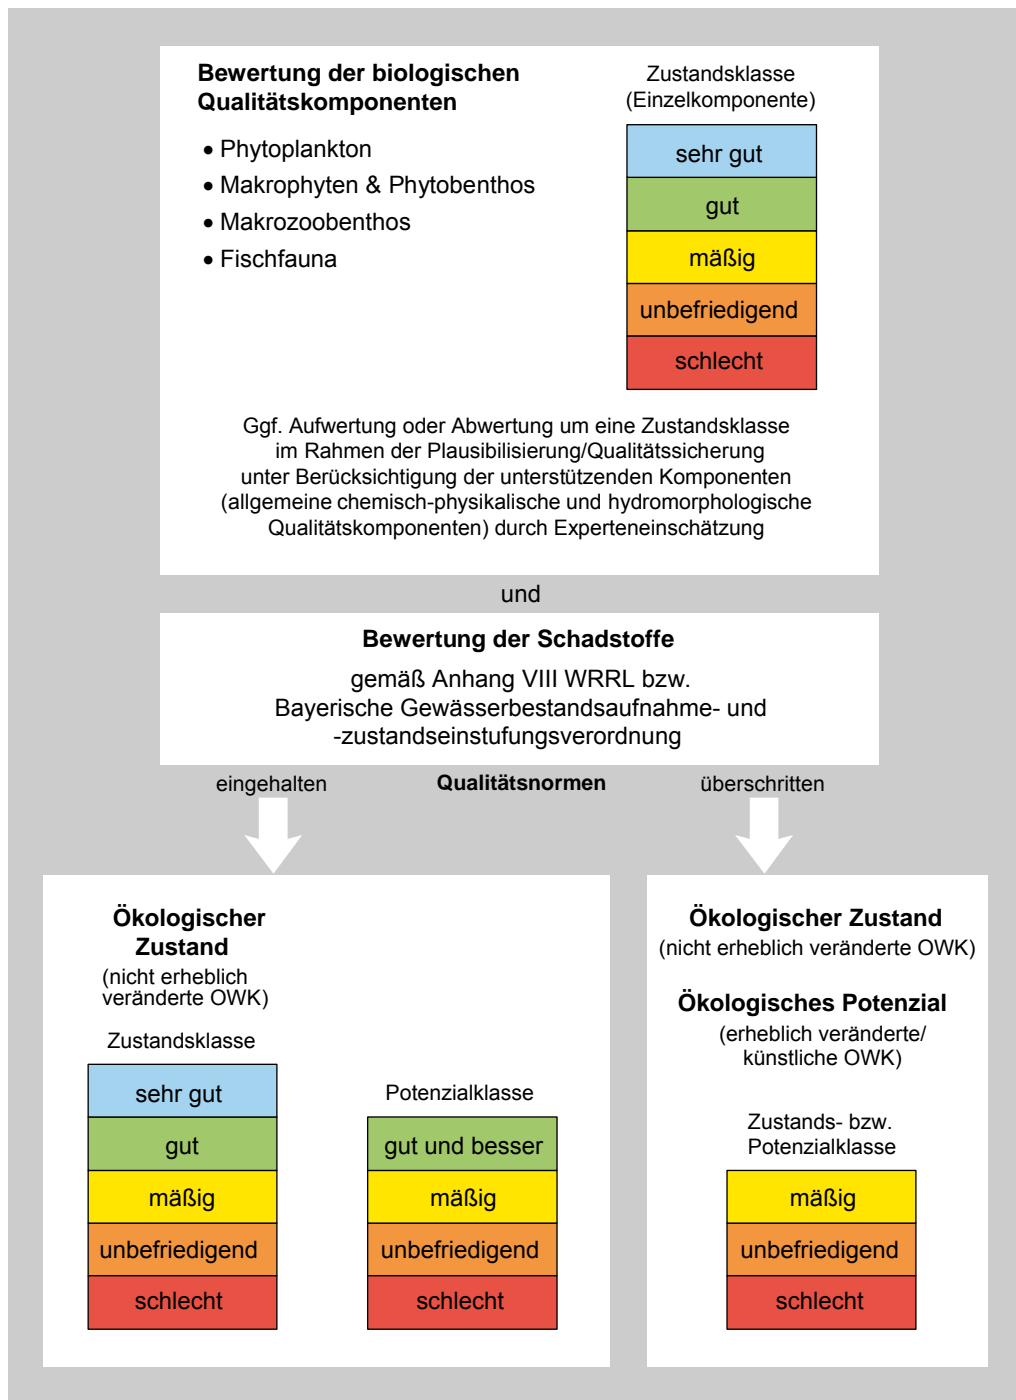 Bewertung der biologischen
Qualitätskomponenten
• Phytoplankton
• Makrophyten & Phytobenthos
• Makrozoobenthos
• Fischfauna
Zustandsklasse
(Einzelkomponente)
sehr gut
gut
mäßig
unbefriedigend
schlecht
Ggf. Aufwertung oder Abwertung um eine Zustandsklasse
im Rahmen der Plausibilisierung/Qualitätssicherung
unter Berücksichtigung der unterstützenden Komponenten
(allgemeine chemisch-physikalische und hydromorphologische
Qualitätskomponenten) durch Experteneinschätzung
und
Bewertung der Schadstoffe
gemäß Anhang VIII WRRL bzw.
Bayerische Gewässerbestandsaufnahme- und
-zustandseinstufungsverordnung
eingehalten Qualitätsnormen überschritten
Ökologischer
Zustand
(nicht erheblich
veränderte OWK)
Zustandsklasse
sehr gut
gut
mäßig
unbefriedigend
schlecht
Potenzialklasse
gut und besser
mäßig
unbefriedigend
schlecht
Ökologischer Zustand
(nicht erheblich veränderte OWK)
Ökologisches Potenzial
(erheblich veränderte/
künstliche OWK)
Zustands- bzw.
Potenzialklasse
mäßig
unbefriedigend
schlecht